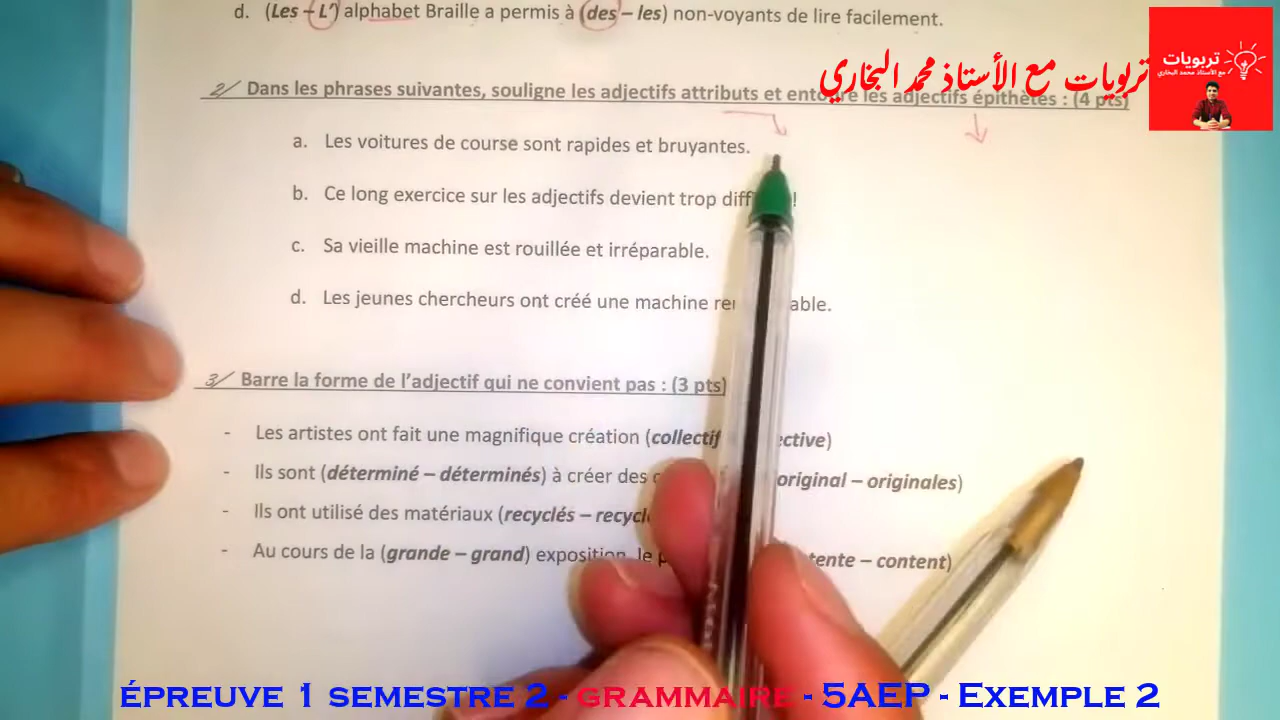 d. (Les – L') alphabet Braille a permis à (des – les) non-voyants de lire facilement.
تربويات مع الأستاذ محمد البخاري
تربويات
مع الأستاذ محمد البخاري
2/ Dans les phrases suivantes, souligne les adjectifs attributs et entoure les adjectifs épithètes : (4 pts)
a. Les voitures de course sont rapides et bruyantes.
b. Ce long exercice sur les adjectifs devient trop !
c. Sa vieille machine est rouillée et irréparable.
d. Les jeunes chercheurs ont créé une machine
3/ Barre la forme de l'adjectif qui ne convient pas : (3 pts)
- Les artistes ont fait une magnifique création (collectif
- Ils sont (déterminé – déterminés) à créer des original – originales)
- Ils ont utilisé des matériaux (recyclés –
- Au cours de la (grande – grand) exposition, le – content)
épreuve 1 semestre 2 - grammaire - 5AEP - Exemple 2